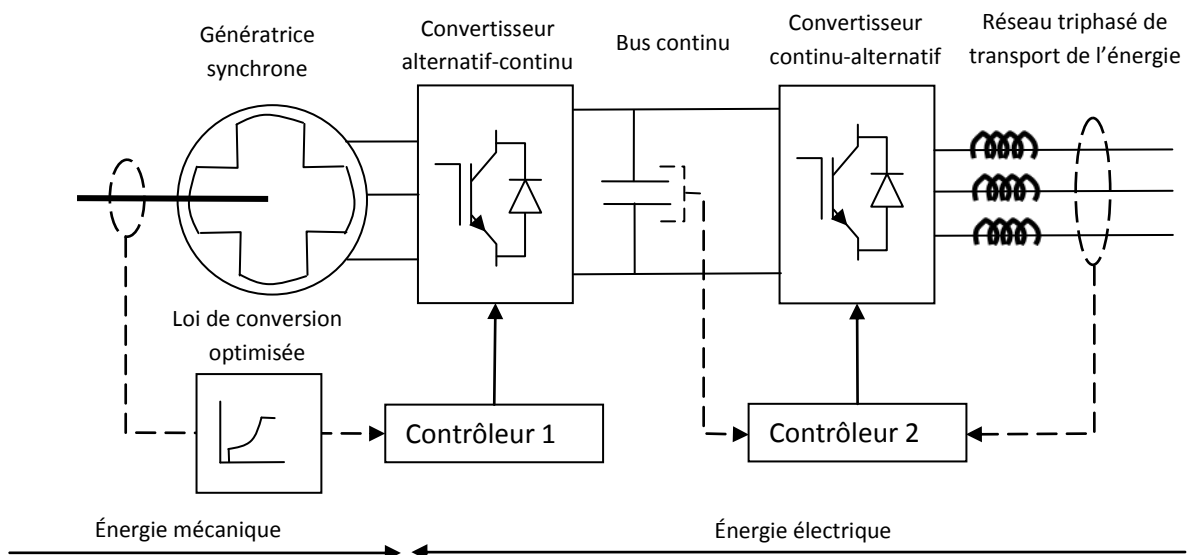 Génératrice
synchrone
Convertisseur
alternatif-continu
Bus continu
Convertisseur
continu-alternatif
Réseau triphasé de
transport de l’énergie
Loi de conversion
optimisée
Contrôleur 1
Contrôleur 2
Énergie mécanique
Énergie électrique